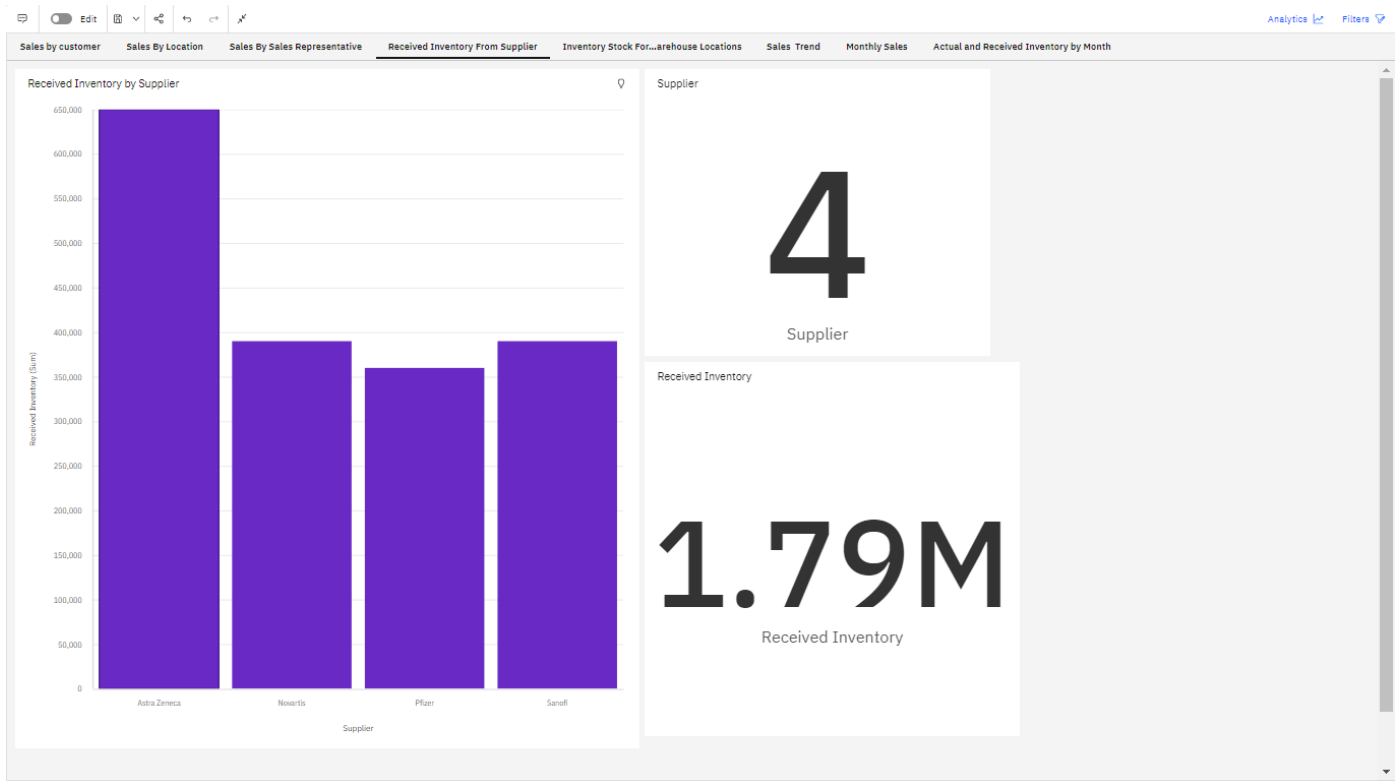 Edit
Analytics
Filters
Sales by customer
Sales By Location
Sales By Sales Representative
Received Inventory From Supplier
Inventory Stock For...arehouse Locations
Sales Trend
Monthly Sales
Actual and Received Inventory by Month
Received Inventory by Supplier
650,000
600,000
550,000
500,000
450,000
400,000
350,000
300,000
250,000
200,000
150,000
100,000
50,000
0
Received Inventory (Sum)
Astra Zeneca
Novartis
Pfizer
Sanofi
Supplier
Supplier
4
Supplier
Received Inventory
1.79M
Received Inventory